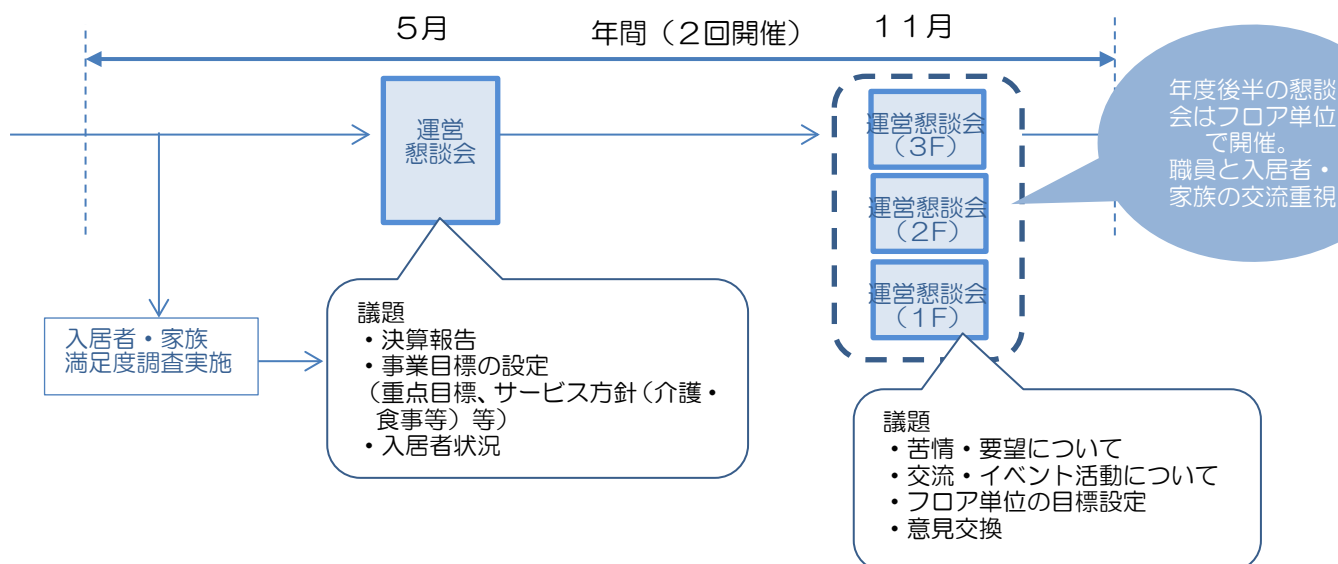 5月
年間（2回開催）
11月
運営
懇談会
運営懇談会
（3F）
運営懇談会
（2F）
運営懇談会
（1F）
年度後半の懇談
会はフロア単位
で開催。
職員と入居者・
家族の交流重視
入居者・家族
満足度調査実施
議題
・決算報告
・事業目標の設定
（重点目標、サービス方針（介護・
食事等）等）
・入居者状況
議題
・苦情・要望について
・交流・イベント活動について
・フロア単位の目標設定
・意見交換